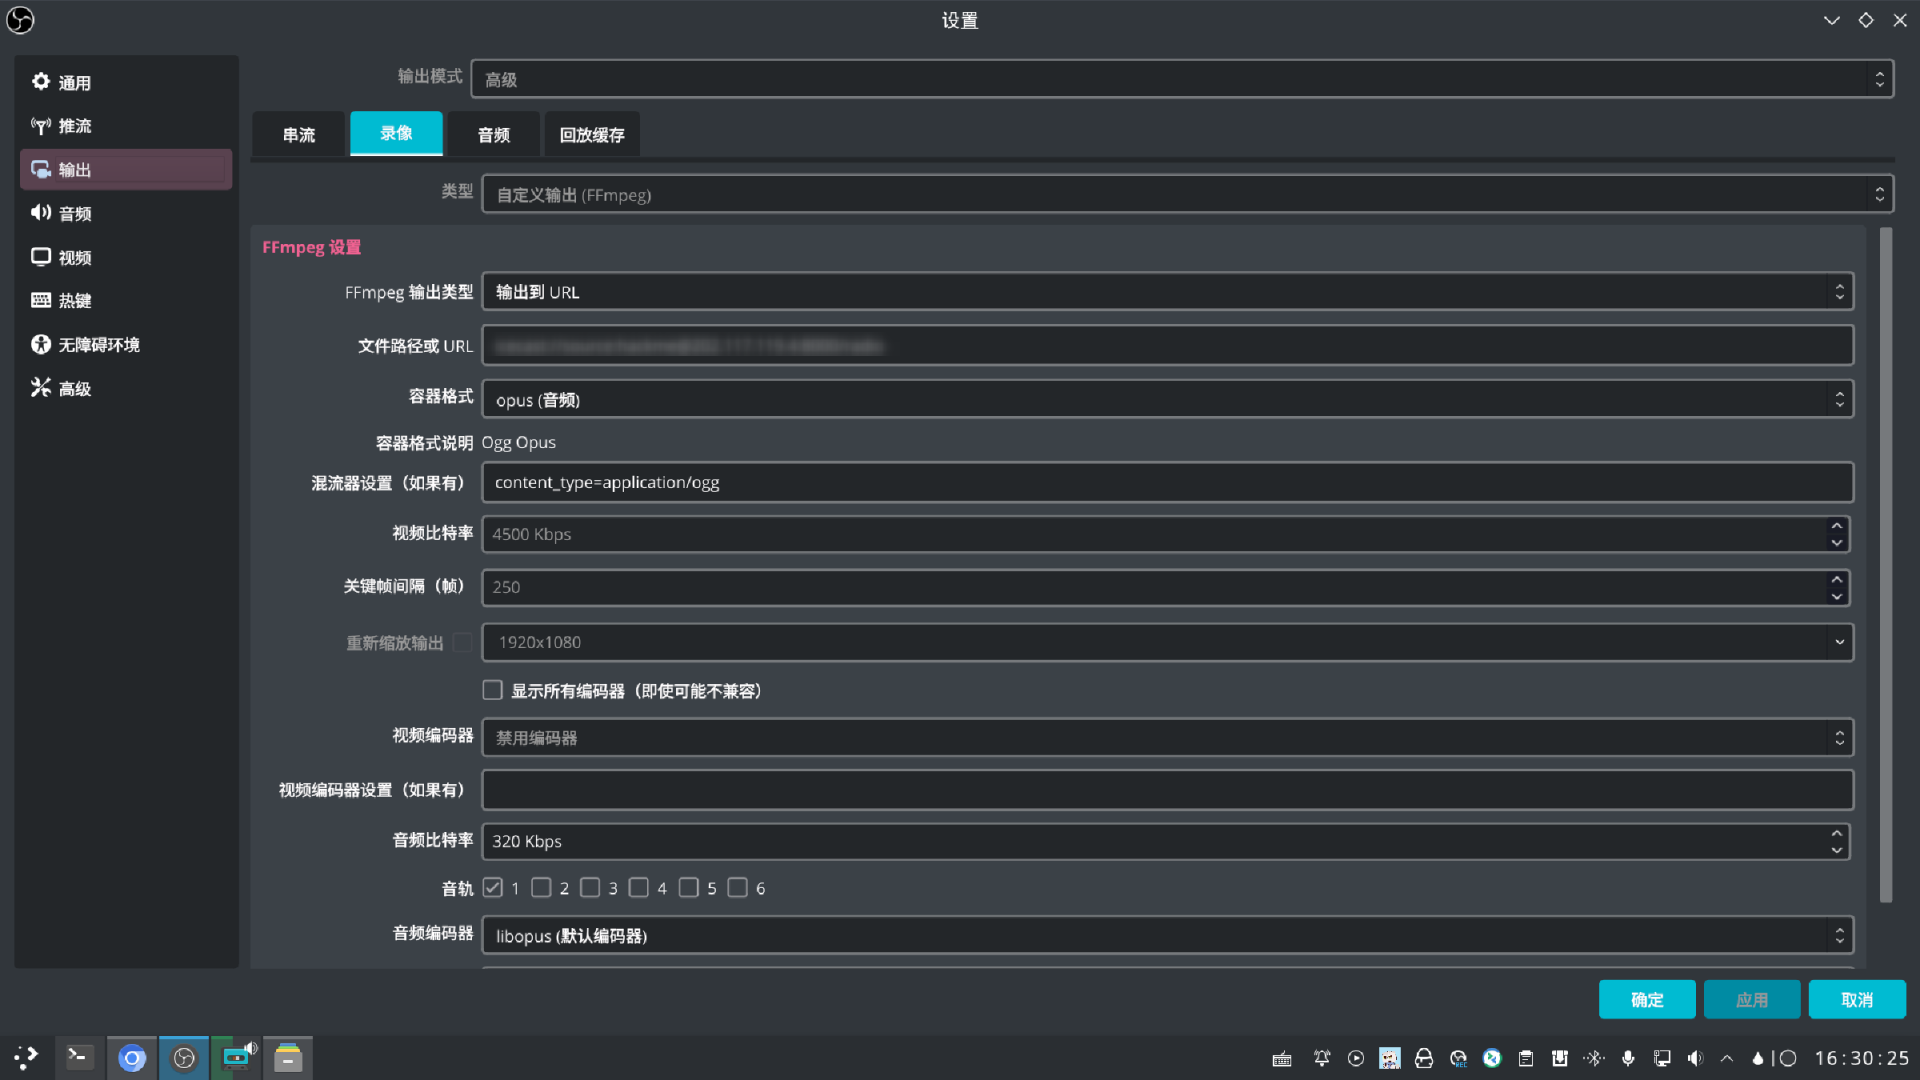 设置
通用
推流
输出
音频
视频
热键
无障碍环境
高级
输出模式 高级
串流 录像 音频 回放缓存
类型 自定义输出 (FFmpeg)
FFmpeg 设置
FFmpeg 输出类型 输出到 URL
文件路径或 URL
容器格式 opus (音频)
容器格式说明 Ogg Opus
混流器设置（如果有） content_type=application/ogg
视频比特率 4500 Kbps
关键帧间隔（帧） 250
重新缩放输出 1920x1080
显示所有编码器（即使可能不兼容）
视频编码器 禁用编码器
视频编码器设置（如果有）
音频比特率 320 Kbps
音轨 1 2 3 4 5 6
音频编码器 libopus (默认编码器)
确定 应用 取消
16:30:25